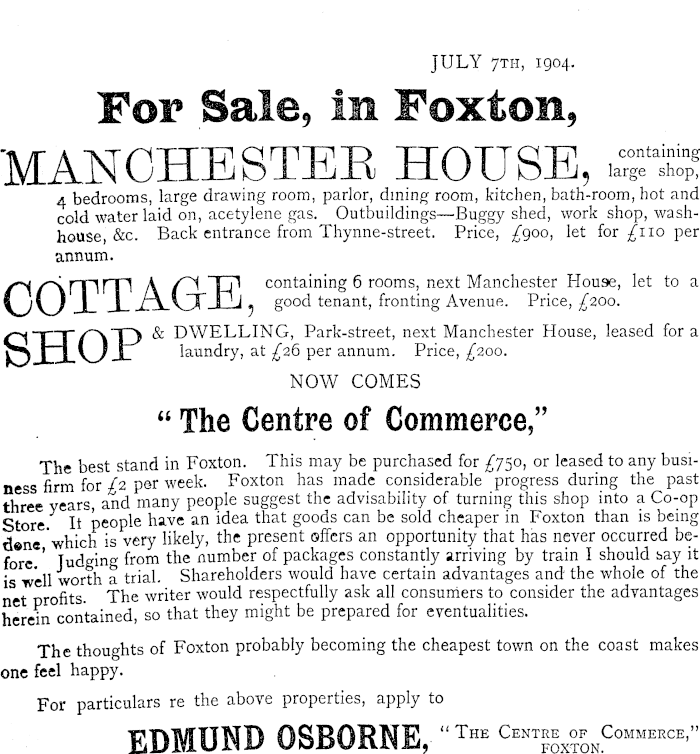 JULY 7TH, 1904.
For Sale, in Foxton,
MANCHESTER HOUSE, containing large shop,
4 bedrooms, large drawing room, parlor, dining room, kitchen, bath-room, hot and
cold water laid on, acetylene gas. Outbuildings—Buggy shed, work shop, wash-
house, &c. Back entrance from Thynne-street. Price, £900, let for £110 per
annum.
COTTAGE, containing 6 rooms, next Manchester House, let to a
good tenant, fronting Avenue. Price, £200.
SHOP & DWELLING, Park-street, next Manchester House, leased for a
laundry, at £26 per annum. Price, £200.
NOW COMES
“ The Centre of Commerce,”
The best stand in Foxton. This may be purchased for £750, or leased to any busi-
ness firm for £2 per week. Foxton has made considerable progress during the past
three years, and many people suggest the advisability of turning this shop into a Co-op
Store. It people have an idea that goods can be sold cheaper in Foxton than is being
done, which is very likely, the present offers an opportunity that has never occurred be-
fore. Judging from the number of packages constantly arriving by train I should say it
is well worth a trial. Shareholders would have certain advantages and the whole of the
net profits. The writer would respectfully ask all consumers to consider the advantages
herein contained, so that they might be prepared for eventualities.
The thoughts of Foxton probably becoming the cheapest town on the coast makes
one feel happy.
For particulars re the above properties, apply to
EDMUND OSBORNE, “ THE CENTRE OF COMMERCE,”
FOXTON.